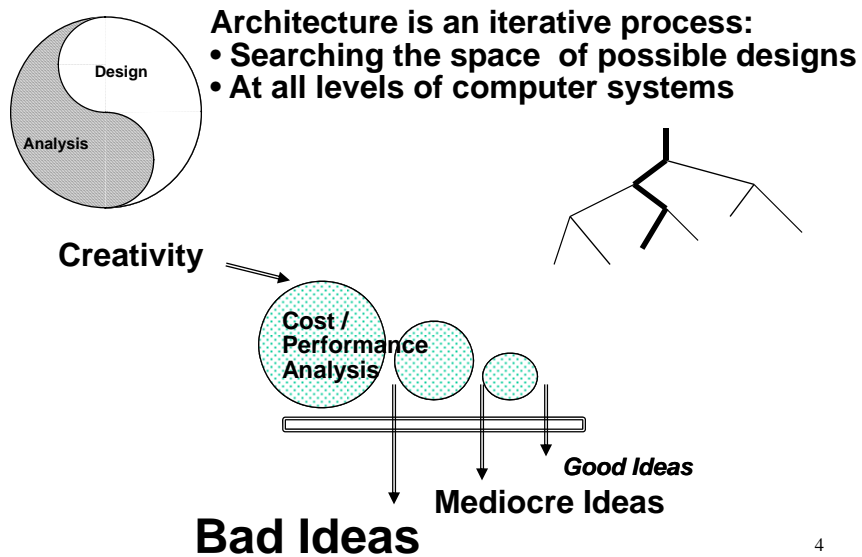 Architecture is an iterative process:
• Searching the space of possible designs
• At all levels of computer systems
Design
Analysis
Creativity
Cost /
Performance
Analysis
Good Ideas
Mediocre Ideas
Bad Ideas
4